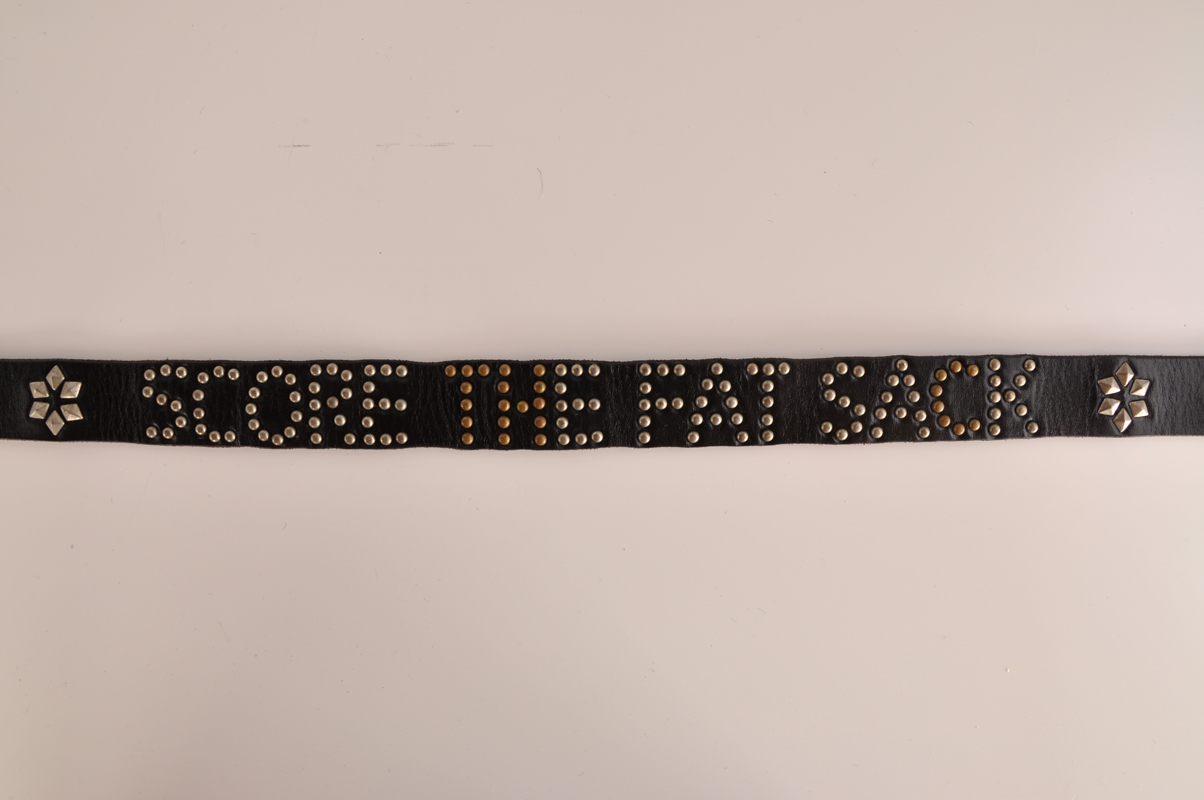 SCORE THE FAT SACK